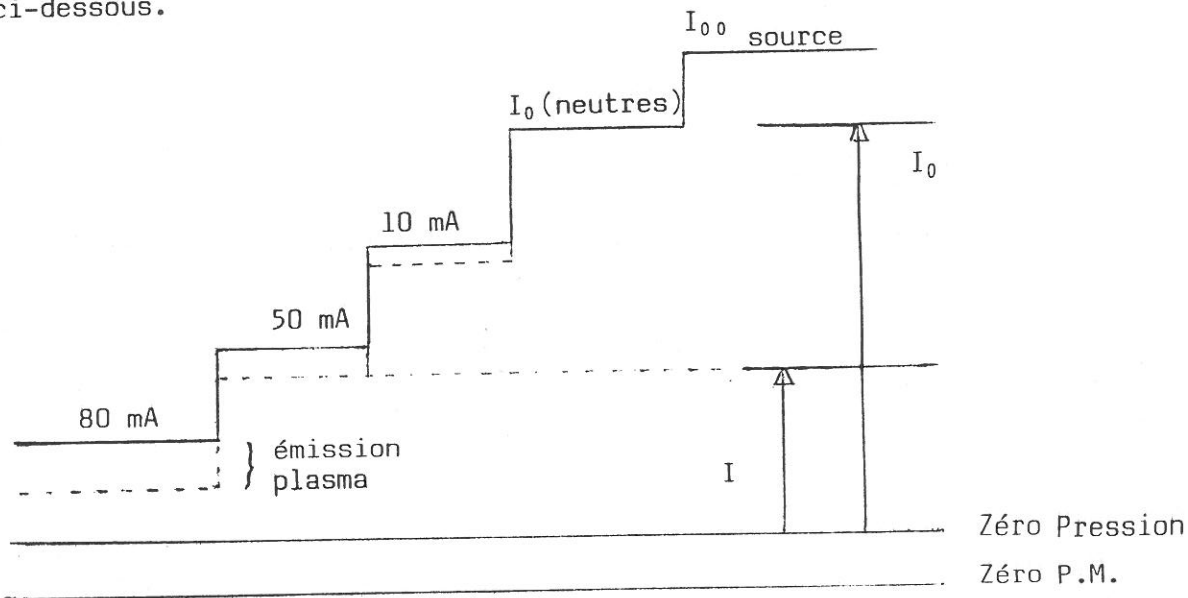 ci-dessous.
I₀₀ source
I₀ (neutres)
I₀
10 mA
50 mA
80 mA
émission
plasma
I
Zéro Pression
Zéro P.M.